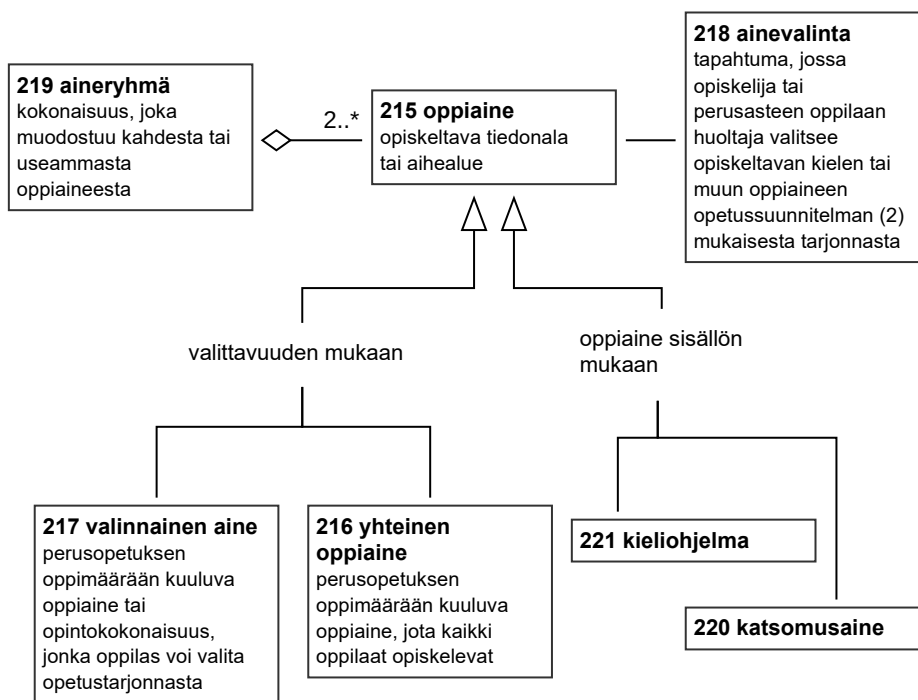 219 aineryhmä
kokonaisuus, joka
muodostuu kahdesta tai
useammasta
oppiaineesta
2..*
215 oppiaine
opiskeltava tiedonala
tai aihealue
218 ainevalinta
tapahtuma, jossa
opiskelija tai
perusasteen oppilaan
huoltaja valitsee
opiskeltavan kielen tai
muun oppiaineen
opetussuunnitelman (2)
mukaisesta tarjonnasta
valittavuuden mukaan
oppiaine sisällön
mukaan
217 valinnainen aine
perusopetuksen
oppimäärään kuuluva
oppiaine tai
opintokokonaisuus,
jonka oppilas voi valita
opetustarjonnasta
216 yhteinen
oppiaine
perusopetuksen
oppimäärään kuuluva
oppiaine, jota kaikki
oppilaat opiskelevat
221 kieliohjelma
220 katsomusaine